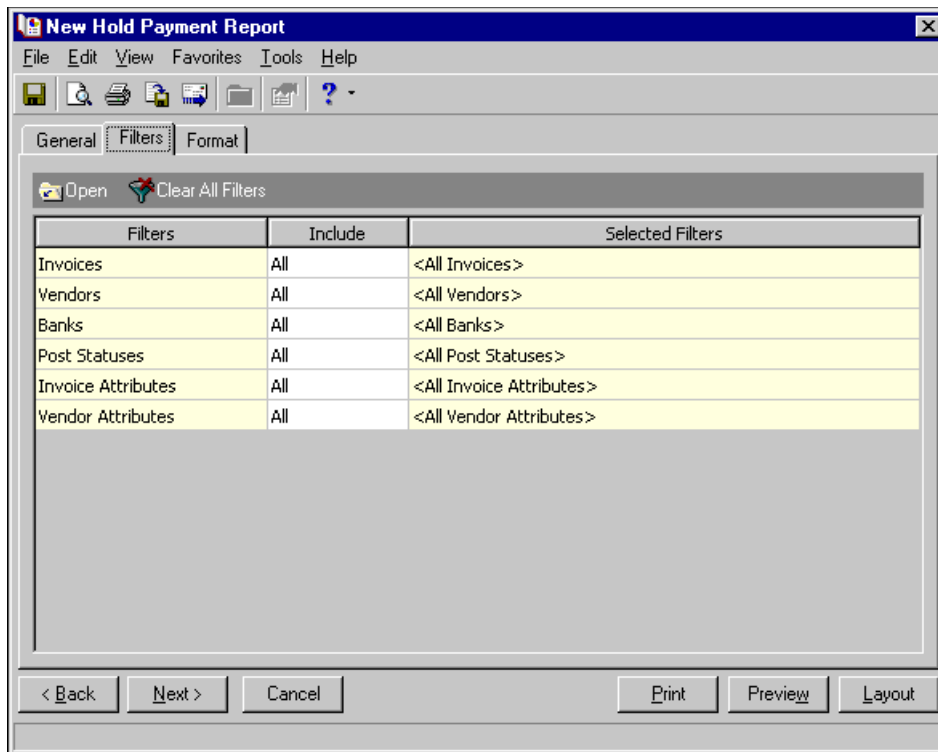 New Hold Payment Report
File Edit View Favorites Tools Help
?
General Filters Format
Open Clear All Filters
Filters Include Selected Filters
Invoices All <All Invoices>
Vendors All <All Vendors>
Banks All <All Banks>
Post Statuses All <All Post Statuses>
Invoice Attributes All <All Invoice Attributes>
Vendor Attributes All <All Vendor Attributes>
< Back Next > Cancel Print Preview Layout